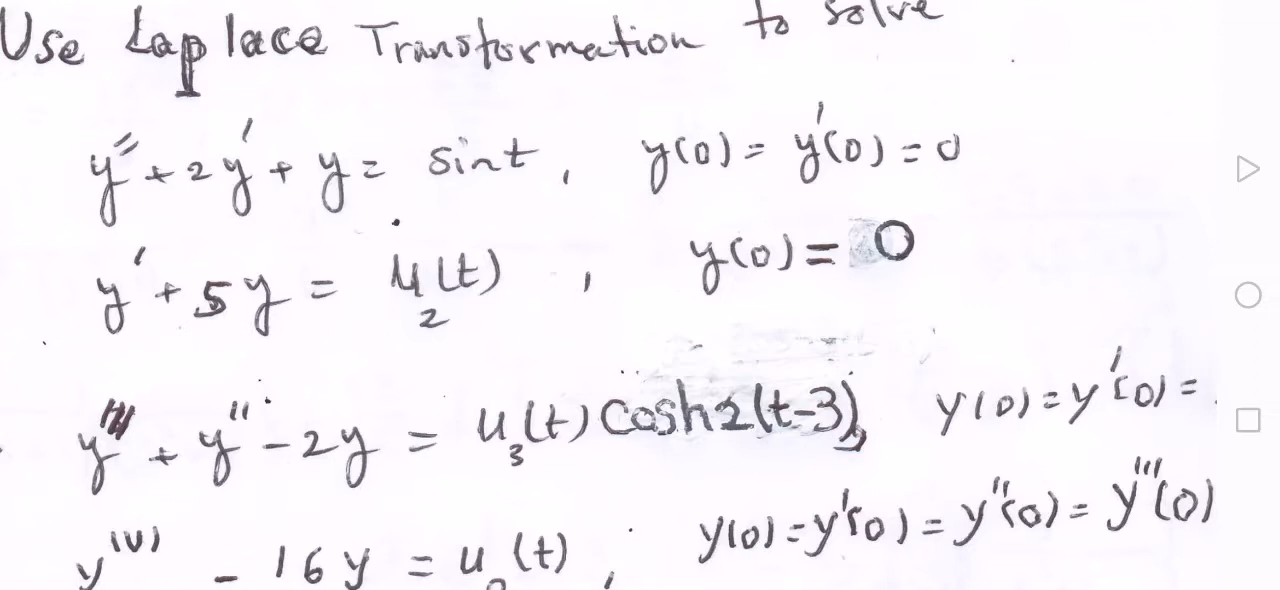 Use Laplace Transformation to solve
y'' + 2y' + y = sint, y(0) = y'(0) = 0
y' + 5y = u₂(t), y(0) = 0
y''' + y'' - 2y = u₃(t) Cosh2(t-3), y(0) = y'(0) =
y⁽ⁱᵛ⁾ - 16y = u (t), y(0) = y'(0) = y''(0) = y'''(0)